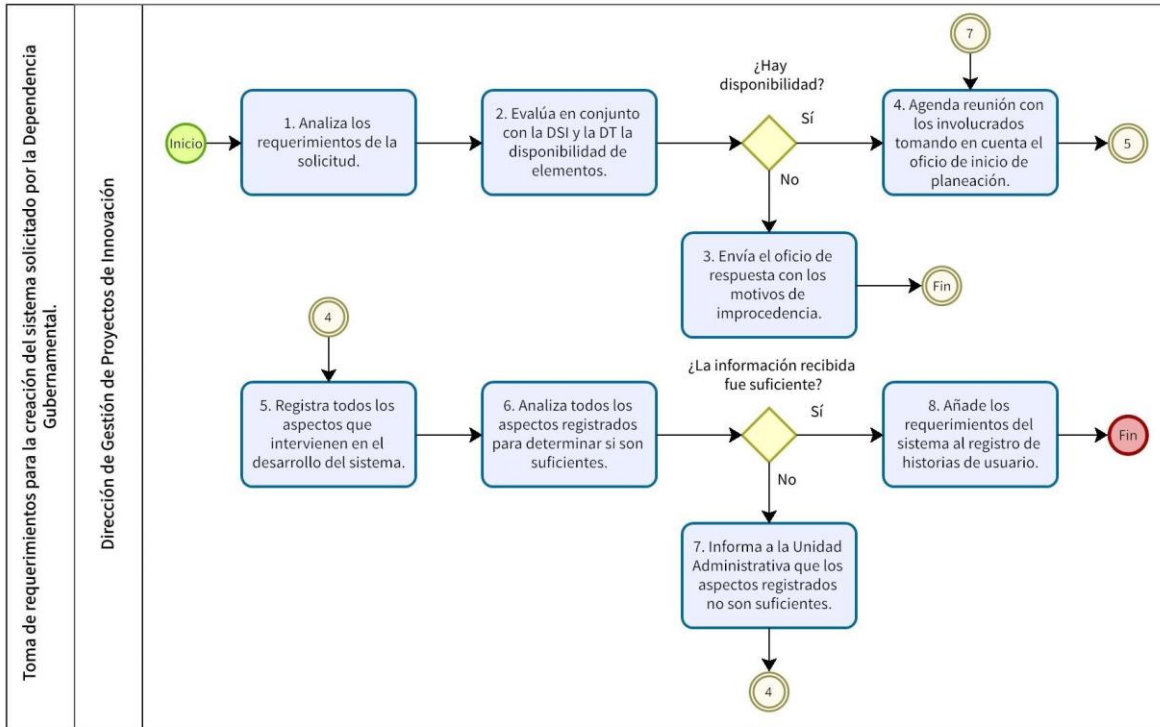 Toma de requerimientos para la creación del sistema solicitado por la Dependencia
Gubernamental.
Dirección de Gestión de Proyectos de Innovación
Inicio
1. Analiza los
requerimientos de la
solicitud.
2. Evalúa en conjunto
con la DSI y la DT la
disponibilidad de
elementos.
¿Hay
disponibilidad?
Sí
No
7
4. Agenda reunión con
los involucrados
tomando en cuenta el
oficio de inicio de
planeación.
5
3. Envía el oficio de
respuesta con los
motivos de
improcedencia.
Fin
4
5. Registra todos los
aspectos que
intervienen en el
desarrollo del sistema.
6. Analiza todos los
aspectos registrados
para determinar si son
suficientes.
¿La información recibida
fue suficiente?
Sí
No
8. Añade los
requerimientos del
sistema al registro de
historias de usuario.
Fin
7. Informa a la Unidad
Administrativa que los
aspectos registrados
no son suficientes.
4